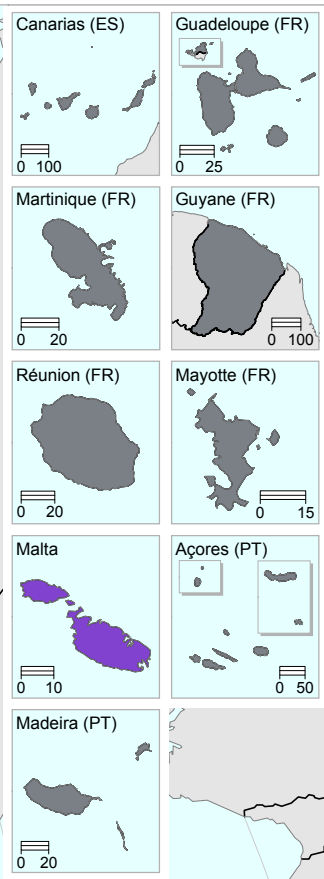 Canarias (ES)
0 100
Guadeloupe (FR)
0 25
Martinique (FR)
0 20
Guyane (FR)
0 100
Réunion (FR)
0 20
Mayotte (FR)
0 15
Malta
0 10
Açores (PT)
0 50
Madeira (PT)
0 20